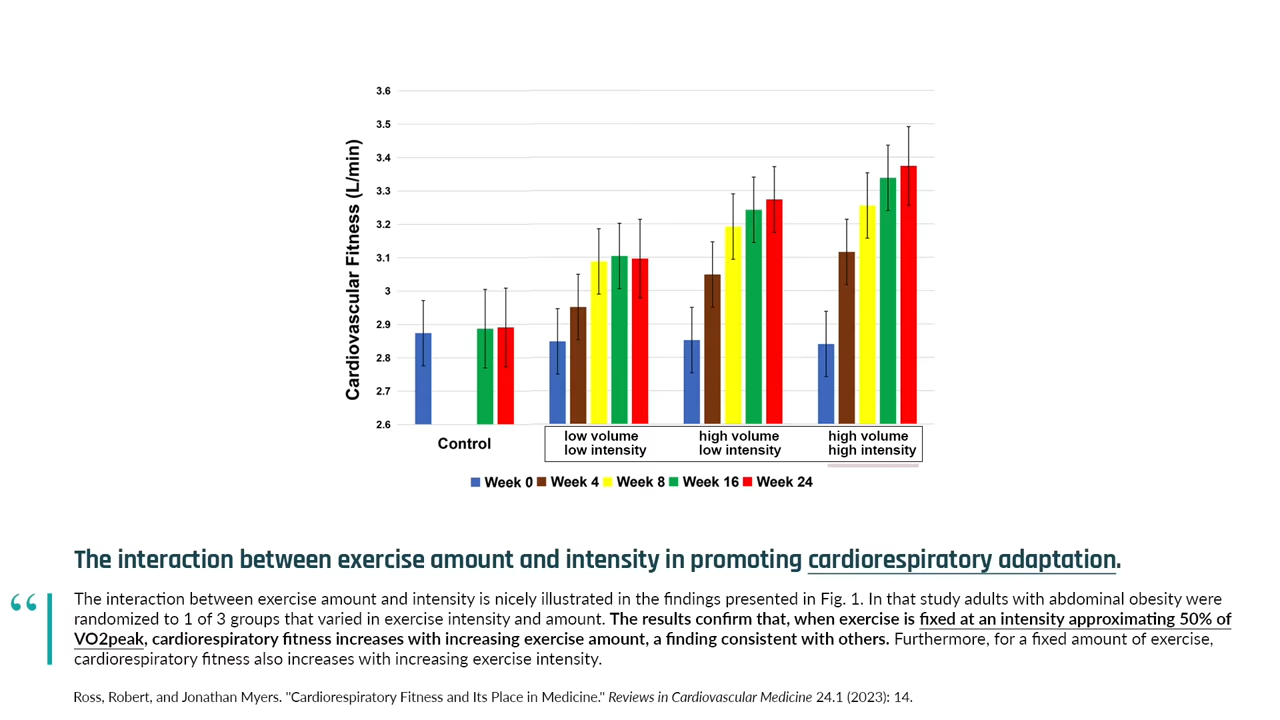 3.6
3.5
3.4
3.3
3.2
3.1
3
2.9
2.8
2.7
2.6
Cardiovascular Fitness (L/min)
Control
low volume
low intensity
high volume
low intensity
high volume
high intensity
Week 0 Week 4 Week 8 Week 16 Week 24
The interaction between exercise amount and intensity in promoting cardiorespiratory adaptation.
“
The interaction between exercise amount and intensity is nicely illustrated in the findings presented in Fig. 1. In that study adults with abdominal obesity were
randomized to 1 of 3 groups that varied in exercise intensity and amount. The results confirm that, when exercise is fixed at an intensity approximating 50% of
VO2peak, cardiorespiratory fitness increases with increasing exercise amount, a finding consistent with others. Furthermore, for a fixed amount of exercise,
cardiorespiratory fitness also increases with increasing exercise intensity.
Ross, Robert, and Jonathan Myers. "Cardiorespiratory Fitness and Its Place in Medicine." Reviews in Cardiovascular Medicine 24.1 (2023): 14.